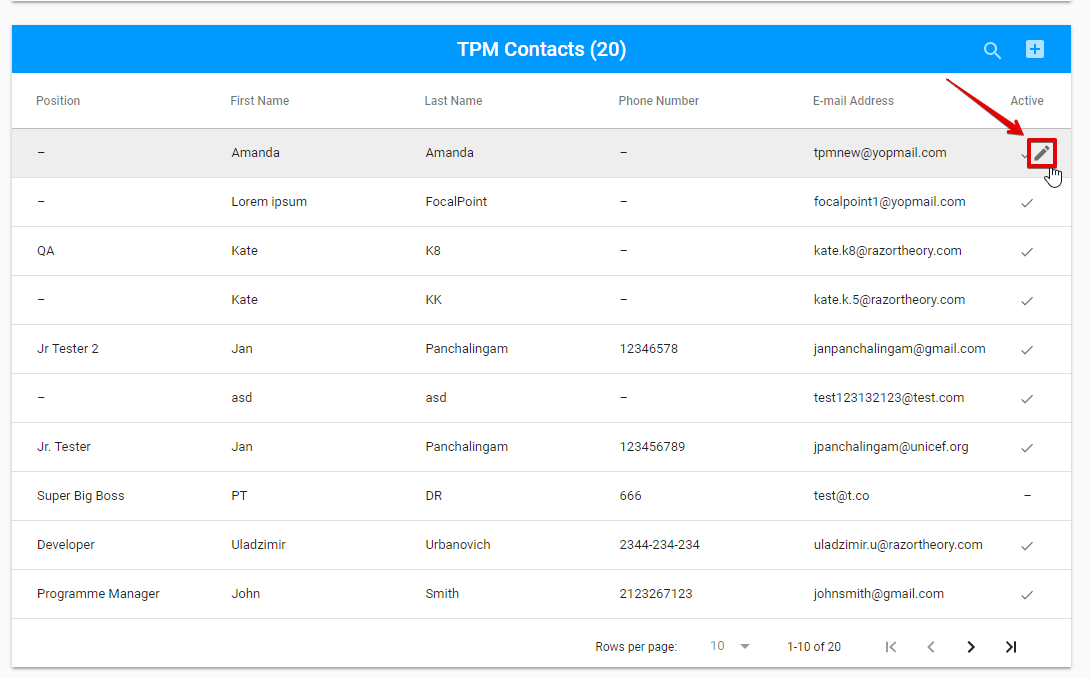 TPM Contacts (20)
Position First Name Last Name Phone Number E-mail Address Active
– Amanda Amanda – tpmnew@yopmail.com
– Lorem ipsum FocalPoint – focalpoint1@yopmail.com
QA Kate K8 – kate.k8@razortheory.com
– Kate KK – kate.k.5@razortheory.com
Jr Tester 2 Jan Panchalingam 12346578 janpanchalingam@gmail.com
– asd asd – test123132123@test.com
Jr. Tester Jan Panchalingam 123456789 jpanchalingam@unicef.org
Super Big Boss PT DR 666 test@t.co –
Developer Uladzimir Urbanovich 2344-234-234 uladzimir.u@razortheory.com
Programme Manager John Smith 2123267123 johnsmith@gmail.com
Rows per page: 10 1-10 of 20